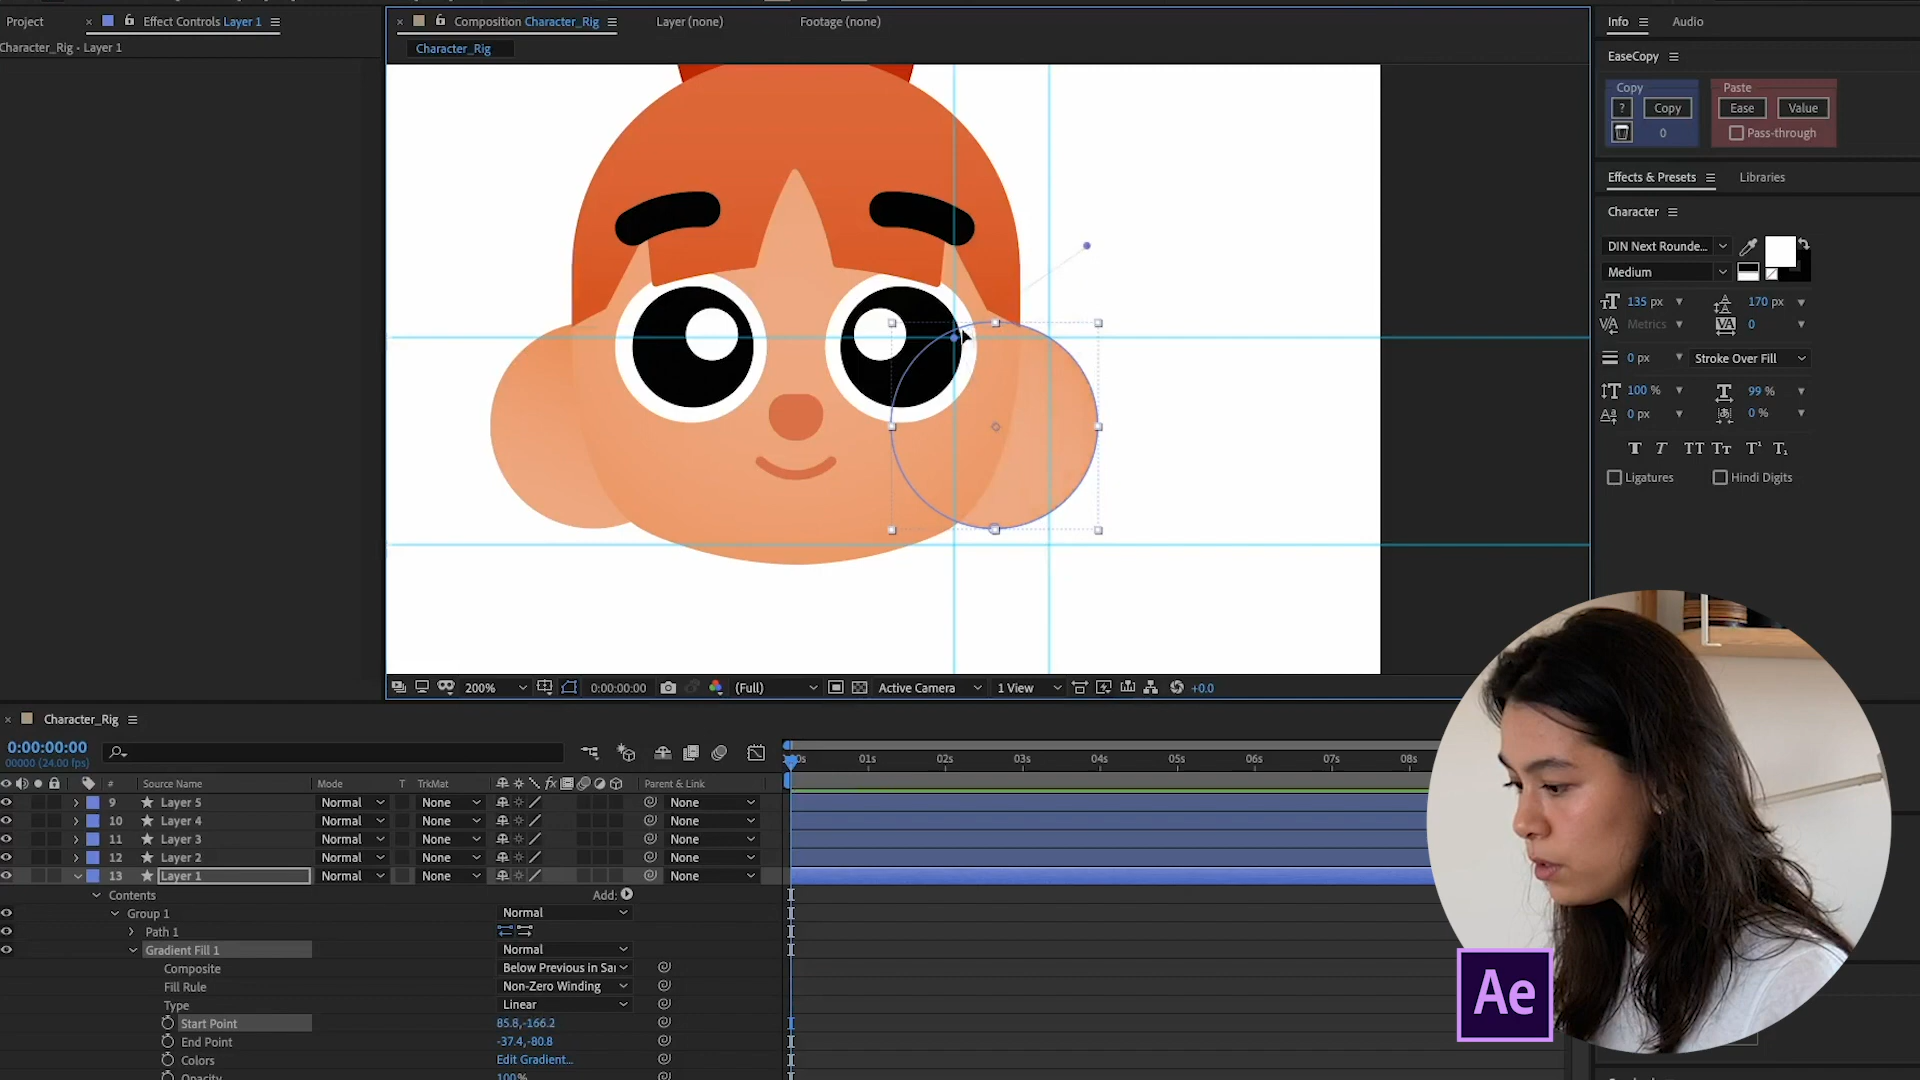 Project
Effect Controls Layer 1
Composition Character_Rig
Layer (none)
Footage (none)
Info
Audio
Character_Rig · Layer 1
Character_Rig
EaseCopy
Copy
Paste
?
Copy
Ease
Value
0
Pass-through
Effects & Presets
Libraries
Character
DIN Next Rounde...
Medium
135 px
170 px
Metrics
0
0 px
Stroke Over Fill
100 %
99 %
0 px
0 %
Ligatures
Hindi Digits
200%
0:00:00:00
(Full)
Active Camera
1 View
+0.0
Character_Rig
0:00:00:00
00000 (24.00 fps)
01s
02s
03s
04s
05s
06s
07s
08s
#
Source Name
Mode
T
TrkMat
Parent & Link
9 Layer 5 Normal None None
10 Layer 4 Normal None None
11 Layer 3 Normal None None
12 Layer 2 Normal None None
13 Layer 1 Normal None None
Contents
Add:
Group 1
Normal
Path 1
Gradient Fill 1
Normal
Composite
Below Previous in Sa
Fill Rule
Non-Zero Winding
Type
Linear
Start Point
85.8,-166.2
End Point
-37.4,-80.8
Colors
Edit Gradient...
Opacity
100%
Ae